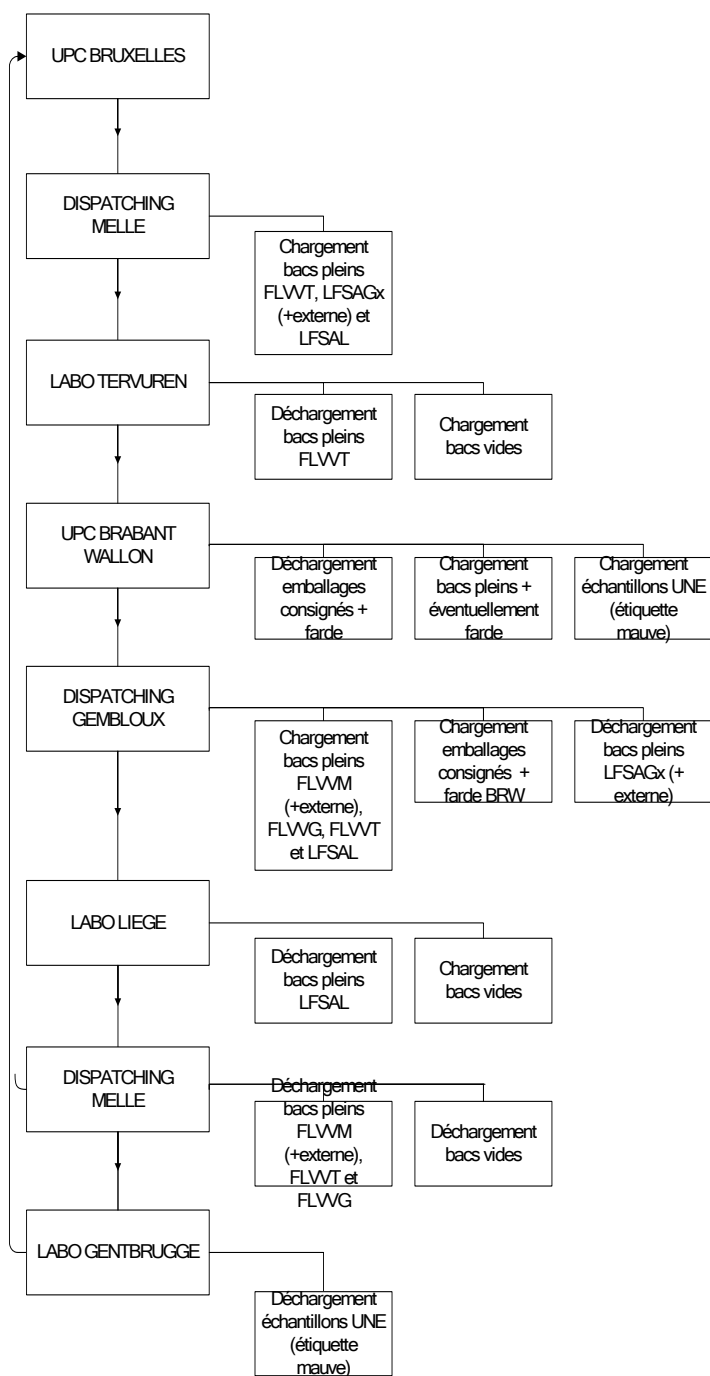 UPC BRUXELLES
DISPATCHING
MELLE
Chargement
bacs pleins
FLVVT, LFSAGx
(+externe) et
LFSAL
LABO TERVUREN
Déchargement
bacs pleins
FLVVT
Chargement
bacs vides
UPC BRABANT
WALLON
Déchargement
emballages
consignés +
farde
Chargement
bacs pleins +
éventuellement
farde
Chargement
échantillons UNE
(étiquette
mauve)
DISPATCHING
GEMBLOUX
Chargement
bacs pleins
FLVVM
(+externe),
FLVVG, FLVVT
et LFSAL
Chargement
emballages
consignés +
farde BRW
Déchargement
bacs pleins
LFSAGx (+
externe)
LABO LIEGE
Déchargement
bacs pleins
LFSAL
Chargement
bacs vides
DISPATCHING
MELLE
Déchargement
bacs pleins
FLVVM
(+externe),
FLVVT et
FLVVG
Déchargement
bacs vides
LABO GENTBRUGGE
Déchargement
échantillons UNE
(étiquette
mauve)